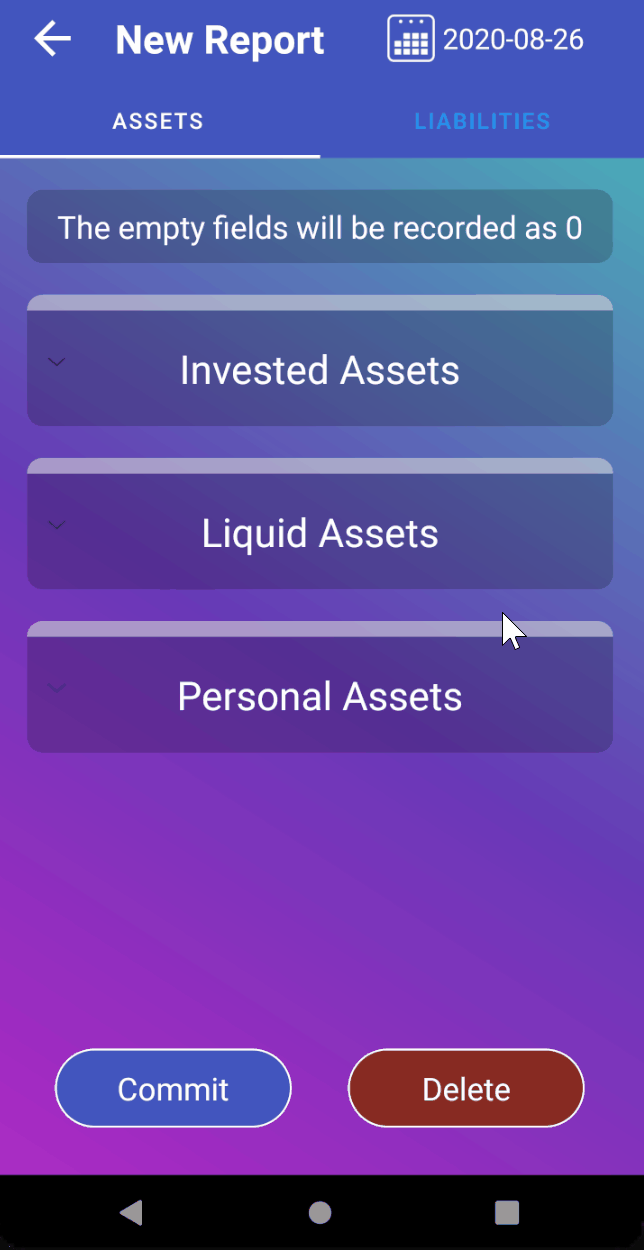 New Report 2020-08-26
ASSETS LIABILITIES
The empty fields will be recorded as 0
Invested Assets
Liquid Assets
Personal Assets
Commit Delete